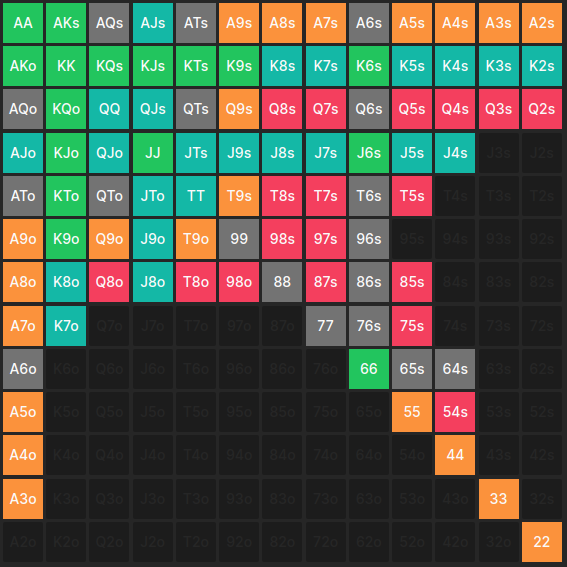 AA AKs AQs AJs ATs A9s A8s A7s A6s A5s A4s A3s A2s
AKo KK KQs KJs KTs K9s K8s K7s K6s K5s K4s K3s K2s
AQo KQo QQ QJs QTs Q9s Q8s Q7s Q6s Q5s Q4s Q3s Q2s
AJo KJo QJo JJ JTs J9s J8s J7s J6s J5s J4s J3s J2s
ATo KTo QTo JTo TT T9s T8s T7s T6s T5s T4s T3s T2s
A9o K9o Q9o J9o T9o 99 98s 97s 96s 95s 94s 93s 92s
A8o K8o Q8o J8o T8o 98o 88 87s 86s 85s 84s 83s 82s
A7o K7o Q7o J7o T7o 97o 87o 77 76s 75s 74s 73s 72s
A6o K6o Q6o J6o T6o 96o 86o 76o 66 65s 64s 63s 62s
A5o K5o Q5o J5o T5o 95o 85o 75o 65o 55 54s 53s 52s
A4o K4o Q4o J4o T4o 94o 84o 74o 64o 54o 44 43s 42s
A3o K3o Q3o J3o T3o 93o 83o 73o 63o 53o 43o 33 32s
A2o K2o Q2o J2o T2o 92o 82o 72o 62o 52o 42o 32o 22